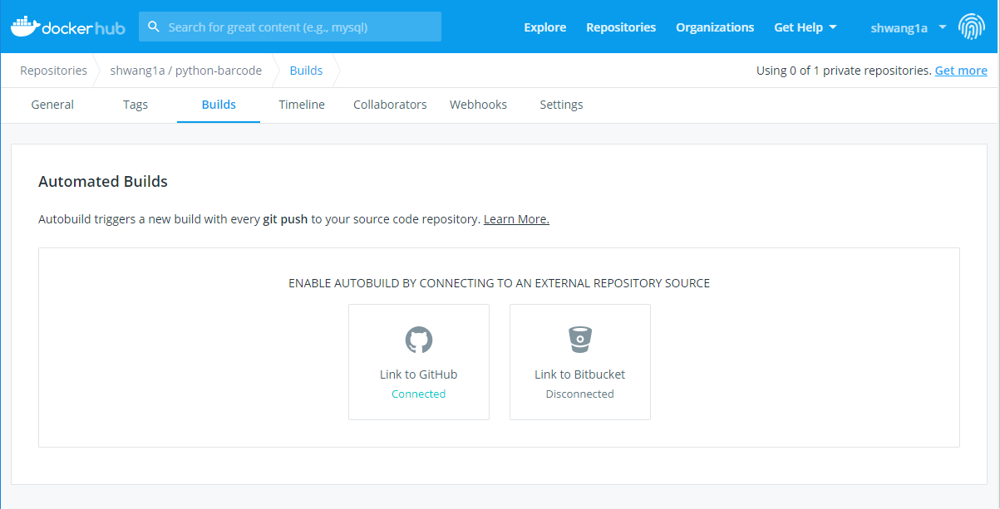 dockerhub Search for great content (e.g., mysql) Explore Repositories Organizations Get Help shwang1a
Repositories shwang1a / python-barcode Builds Using 0 of 1 private repositories. Get more
General Tags Builds Timeline Collaborators Webhooks Settings
Automated Builds
Autobuild triggers a new build with every git push to your source code repository. Learn More.
ENABLE AUTOBUILD BY CONNECTING TO AN EXTERNAL REPOSITORY SOURCE
Link to GitHub Link to Bitbucket
Connected Disconnected